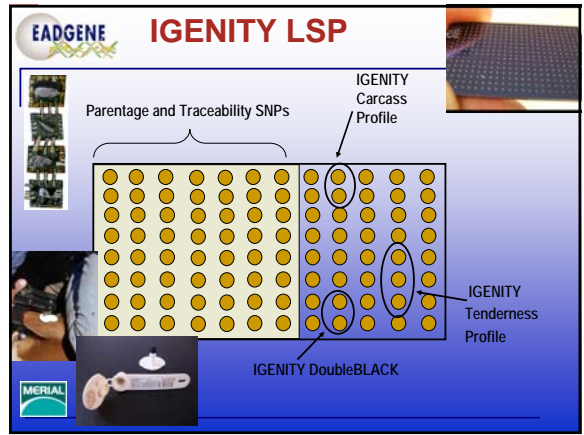 EADGENE
IGENITY LSP
IGENITY
Carcass
Profile
Parentage and Traceability SNPs
IGENITY
Tenderness
Profile
IGENITY DoubleBLACK
MERIAL